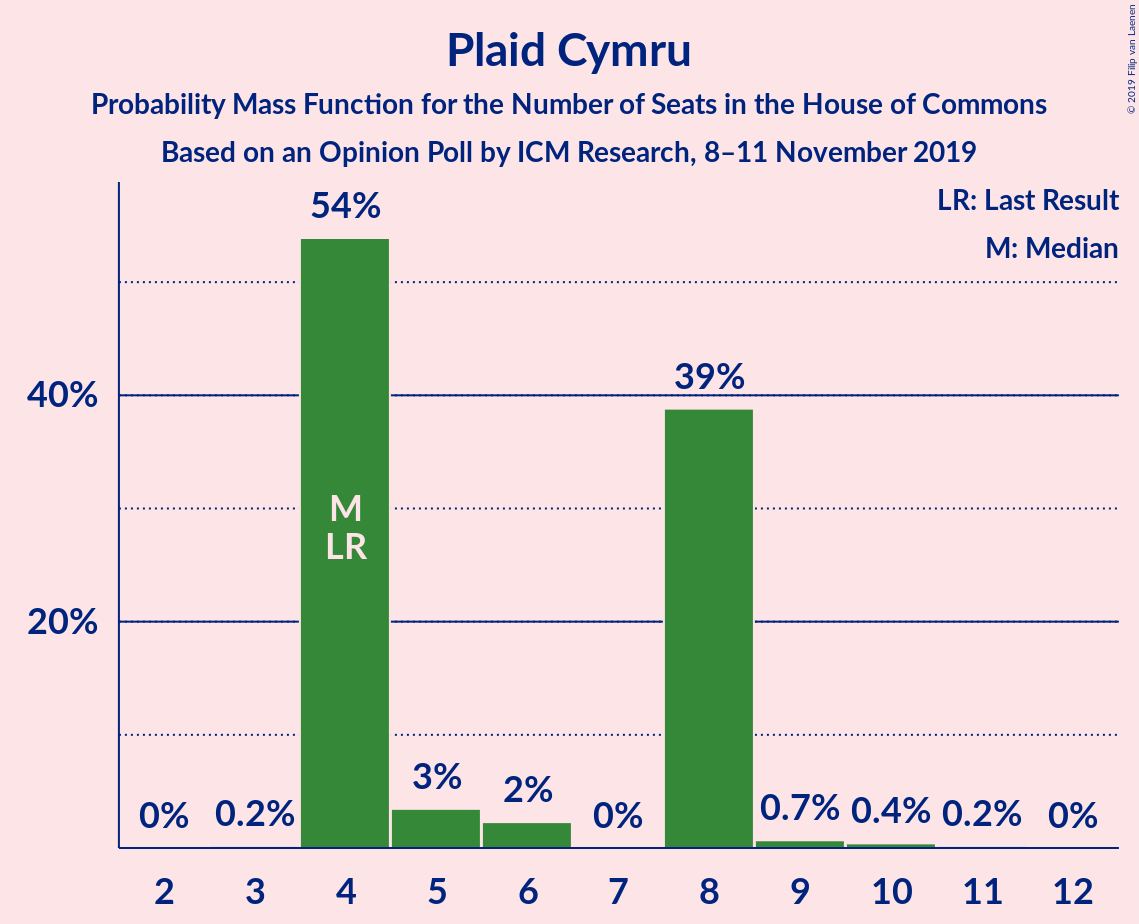 Plaid Cymru
Probability Mass Function for the Number of Seats in the House of Commons
Based on an Opinion Poll by ICM Research, 8–11 November 2019
© 2019 Filip van Laenen
LR: Last Result
M: Median
54%
39%
40%
M
LR
20%
0%
0.2%
3%
2%
0%
0.7%
0.4%
0.2%
0%
2 3 4 5 6 7 8 9 10 11 12